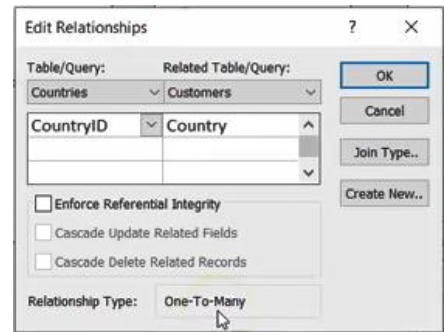 Edit Relationships ? ×
Table/Query: Related Table/Query:
Countries Customers
CountryID Country
OK
Cancel
Join Type..
Create New..
Enforce Referential Integrity
Cascade Update Related Fields
Cascade Delete Related Records
Relationship Type: One-To-Many